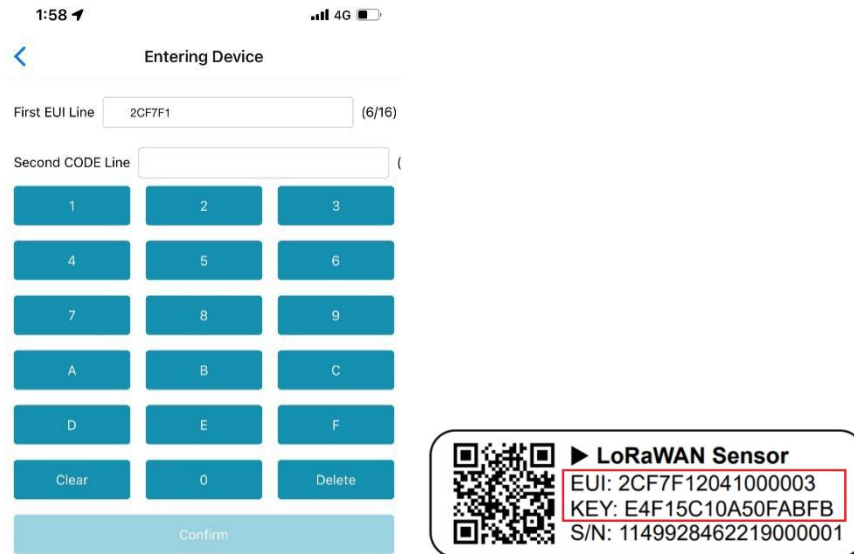 1:58 4G
Entering Device
First EUI Line 2CF7F1 (6/16)
Second CODE Line (
1 2 3
4 5 6
7 8 9
A B C
D E F
Clear 0 Delete
Confirm
▶ LoRaWAN Sensor
EUI: 2CF7F12041000003
KEY: E4F15C10A50FABFB
S/N: 1149928462219000001